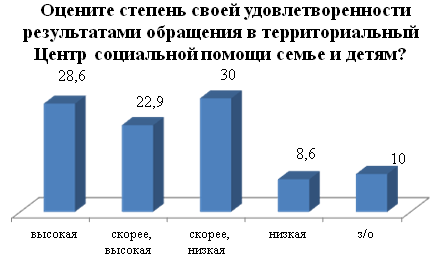 Оцените степень своей удовлетворенности
результатами обращения в территориальный
Центр социальной помощи семье и детям?
28,6
22,9
30
8,6
10
высокая
скорее,
высокая
скорее,
низкая
низкая
з/о